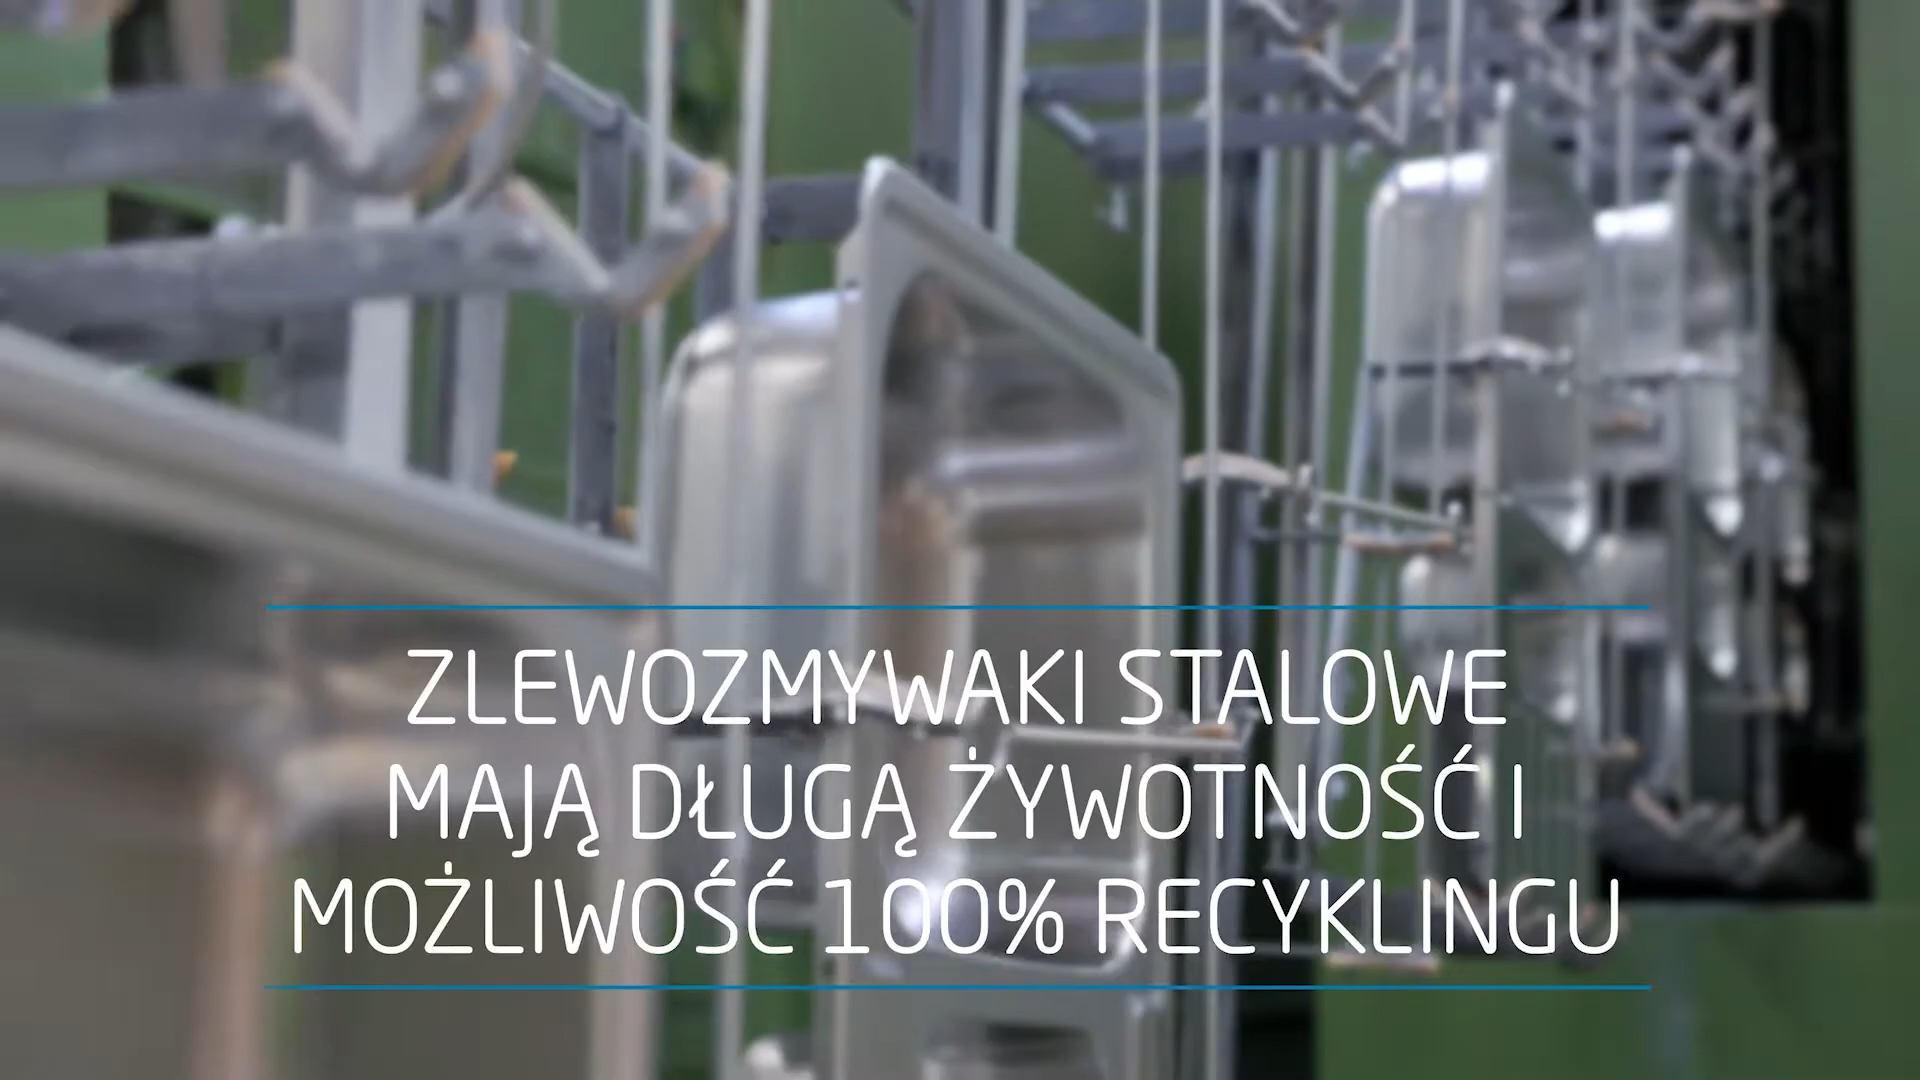 ZLEWOZMYWAKI STALOWE
MAJĄ DŁUGĄ ŻYWOTNOŚĆ I
MOŻLIWOŚĆ 100% RECYKLINGU